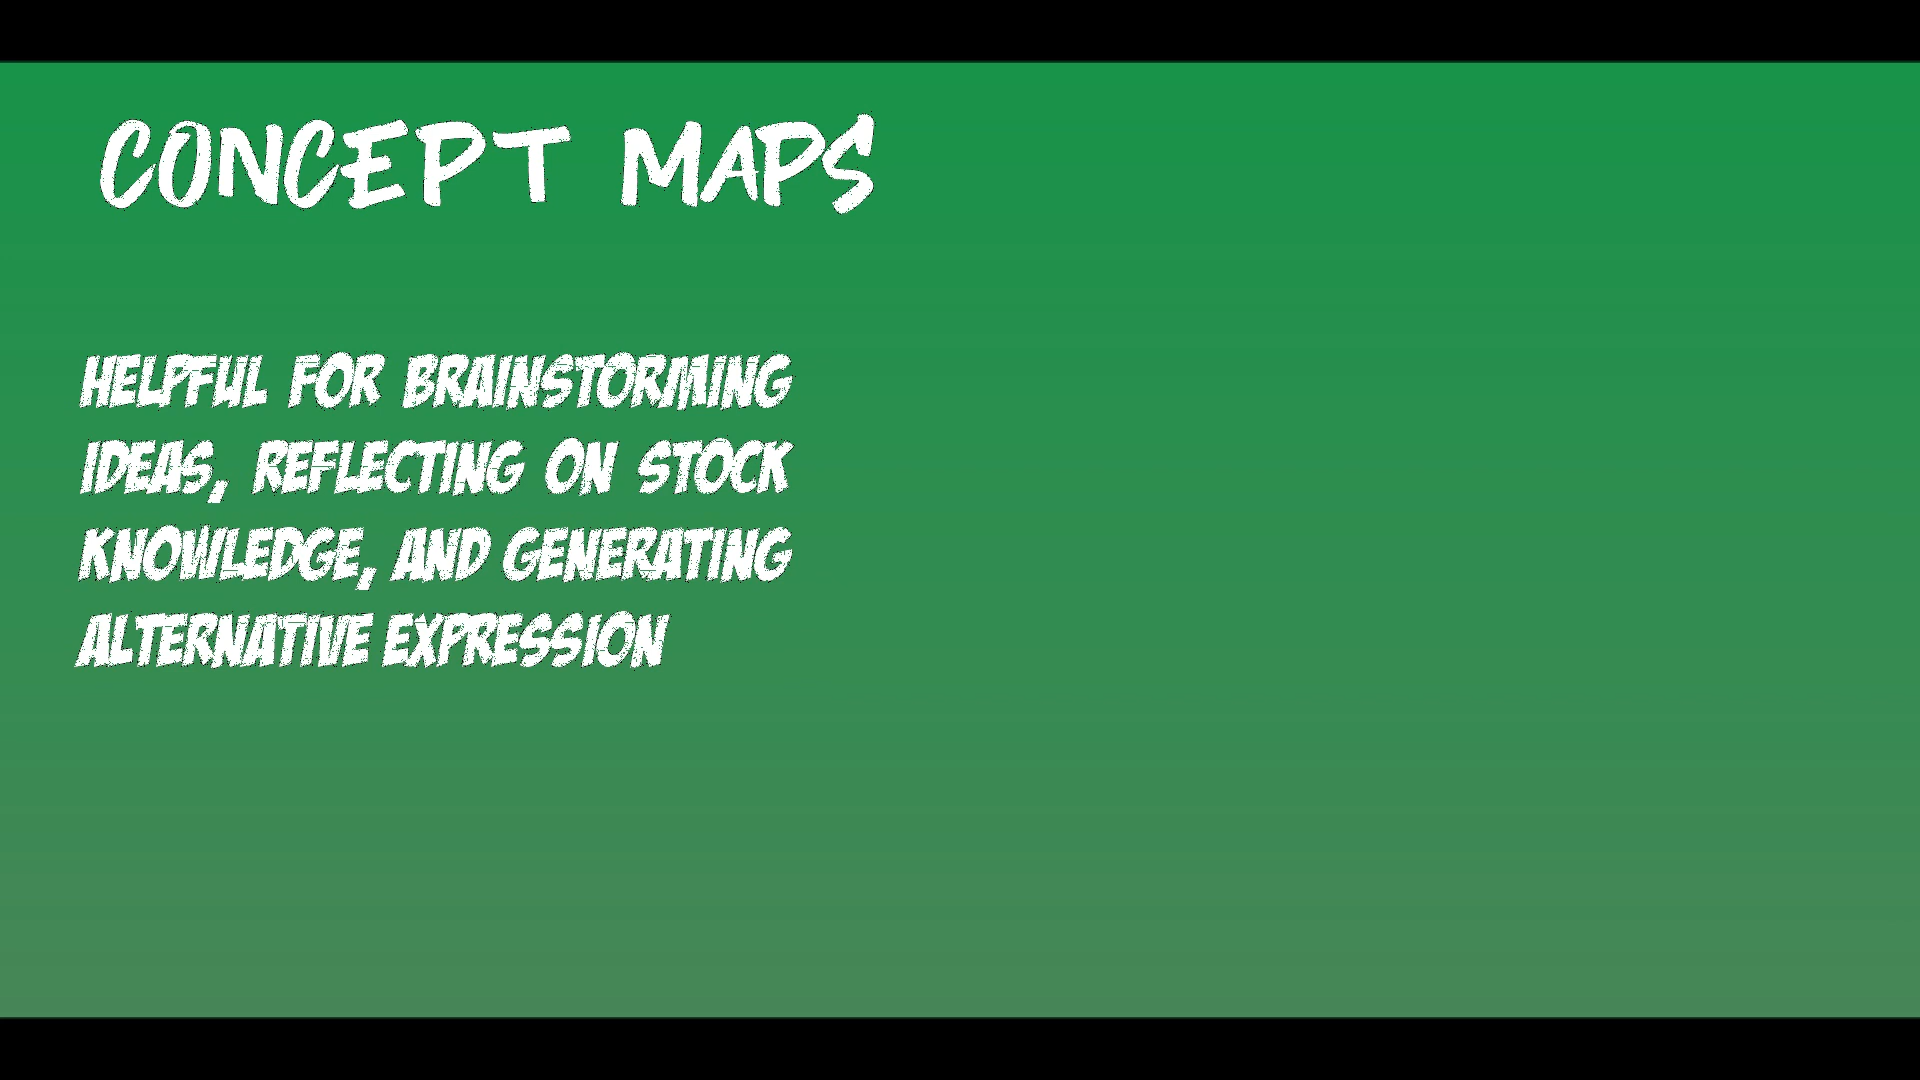 CONCEPT MAPS
HELPFUL FOR BRAINSTORMING
IDEAS, REFLECTING ON STOCK
KNOWLEDGE, AND GENERATING
ALTERNATIVE EXPRESSION